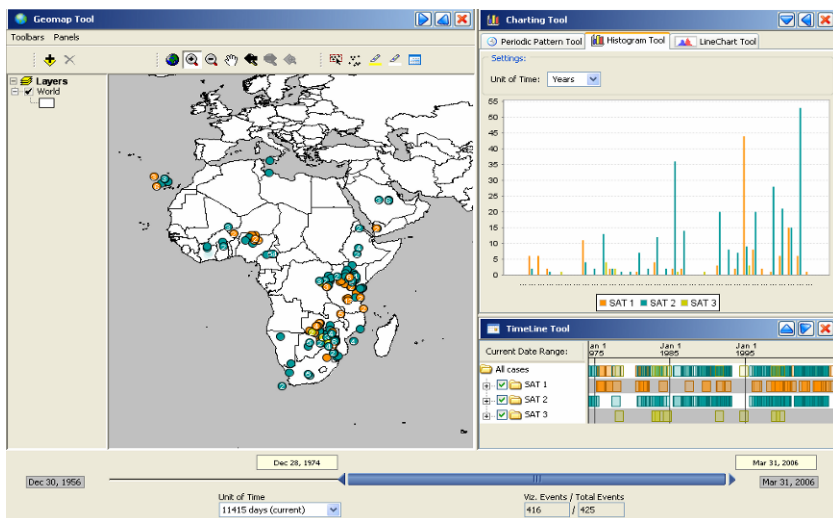 Geomap Tool
Toolbars Panels
Layers
World
Charting Tool
Periodic Pattern Tool Histogram Tool LineChart Tool
Settings:
Unit of Time: Years
55
50
45
40
35
30
25
20
15
10
5
0
SAT 1 SAT 2 SAT 3
TimeLine Tool
Current Date Range:
Jan 1 Jan 1
975 1985 1995
All cases
SAT 1
SAT 2
SAT 3
Dec 28, 1974 Mar 31, 2006
Dec 30, 1956 Mar 31, 2006
Unit of Time Viz. Events / Total Events
11415 days (current) 416 / 425